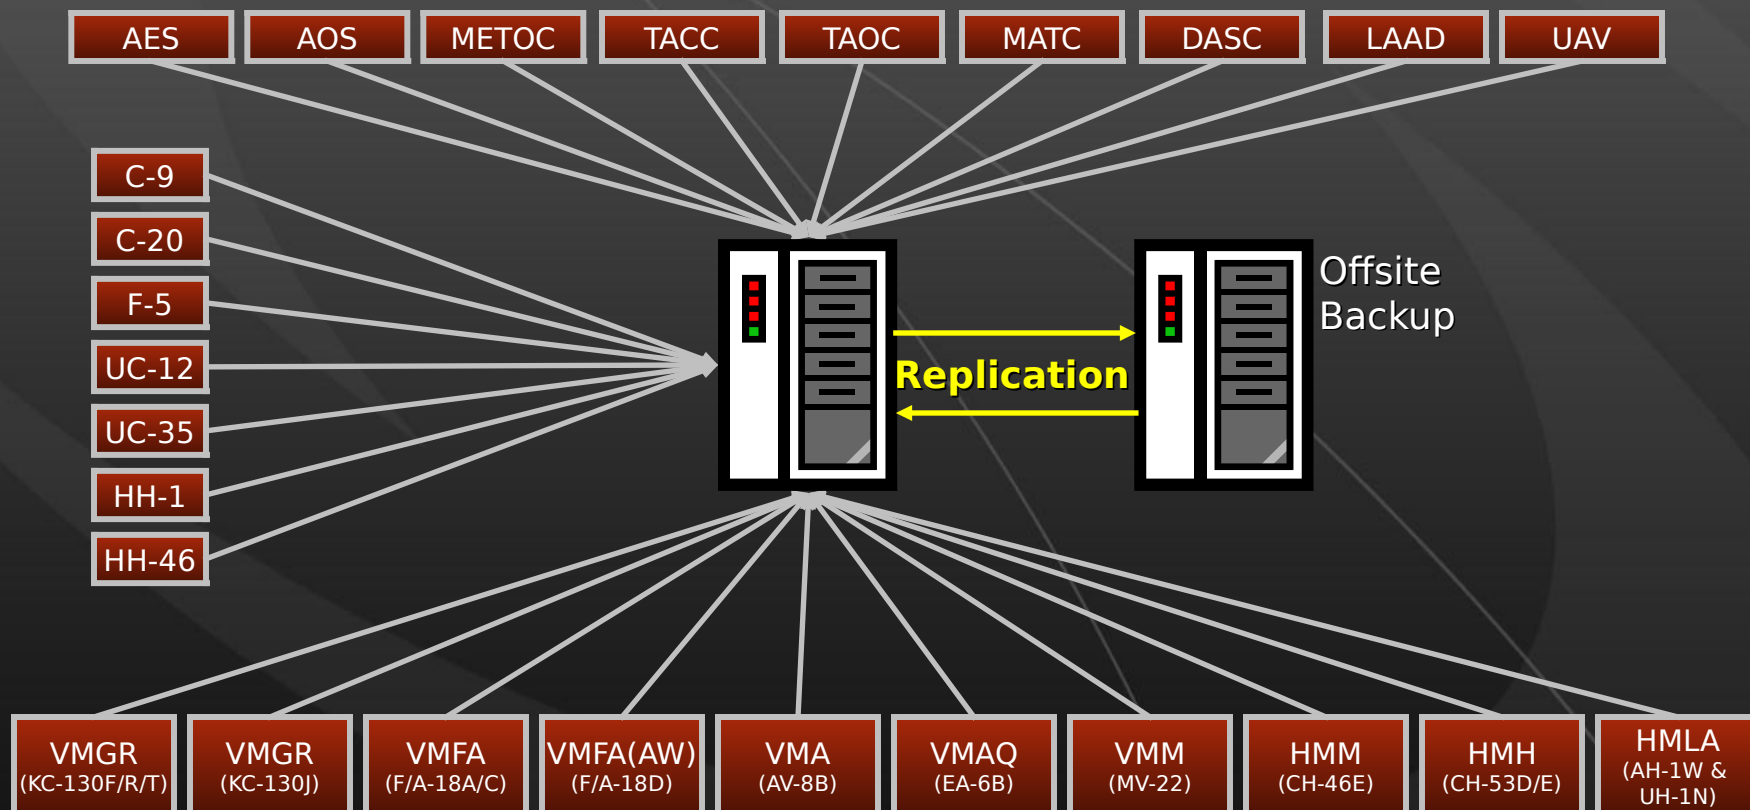 AES
AOS
METOC
TACC
TAOC
MATC
DASC
LAAD
UAV
C-9
C-20
F-5
UC-12
UC-35
HH-1
HH-46
Offsite
Backup
Replication
VMGR
(KC-130F/R/T)
VMGR
(KC-130J)
VMFA
(F/A-18A/C)
VMFA(AW)
(F/A-18D)
VMA
(AV-8B)
VMAQ
(EA-6B)
VMM
(MV-22)
HMM
(CH-46E)
HMH
(CH-53D/E)
HMLA
(AH-1W &
UH-1N)